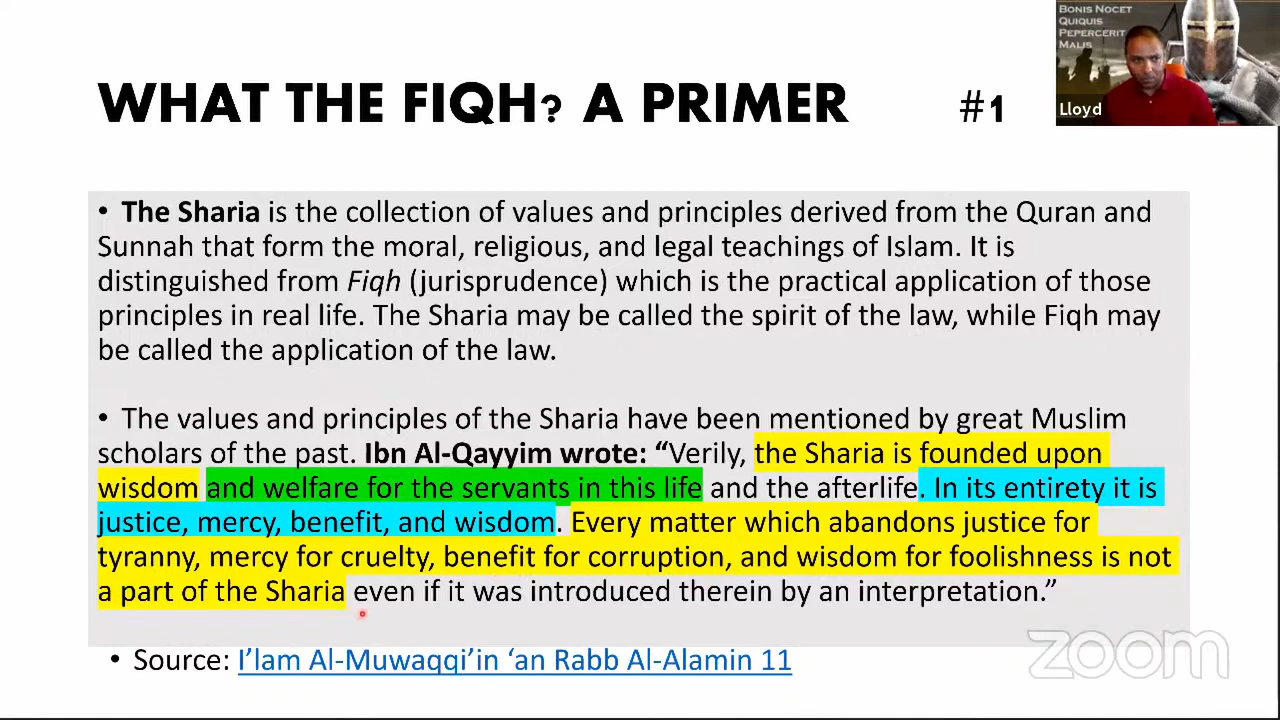 WHAT THE FIQH? A PRIMER #1
BONIS NOCET
QUIQUIS
PEPERCERIT
MALIS
Lloyd
• The Sharia is the collection of values and principles derived from the Quran and
Sunnah that form the moral, religious, and legal teachings of Islam. It is
distinguished from Fiqh (jurisprudence) which is the practical application of those
principles in real life. The Sharia may be called the spirit of the law, while Fiqh may
be called the application of the law.
• The values and principles of the Sharia have been mentioned by great Muslim
scholars of the past. Ibn Al-Qayyim wrote: “Verily, the Sharia is founded upon
wisdom and welfare for the servants in this life and the afterlife. In its entirety it is
justice, mercy, benefit, and wisdom. Every matter which abandons justice for
tyranny, mercy for cruelty, benefit for corruption, and wisdom for foolishness is not
a part of the Sharia even if it was introduced therein by an interpretation.”
• Source: I’lam Al-Muwaqqi’in ‘an Rabb Al-Alamin 11
zoom